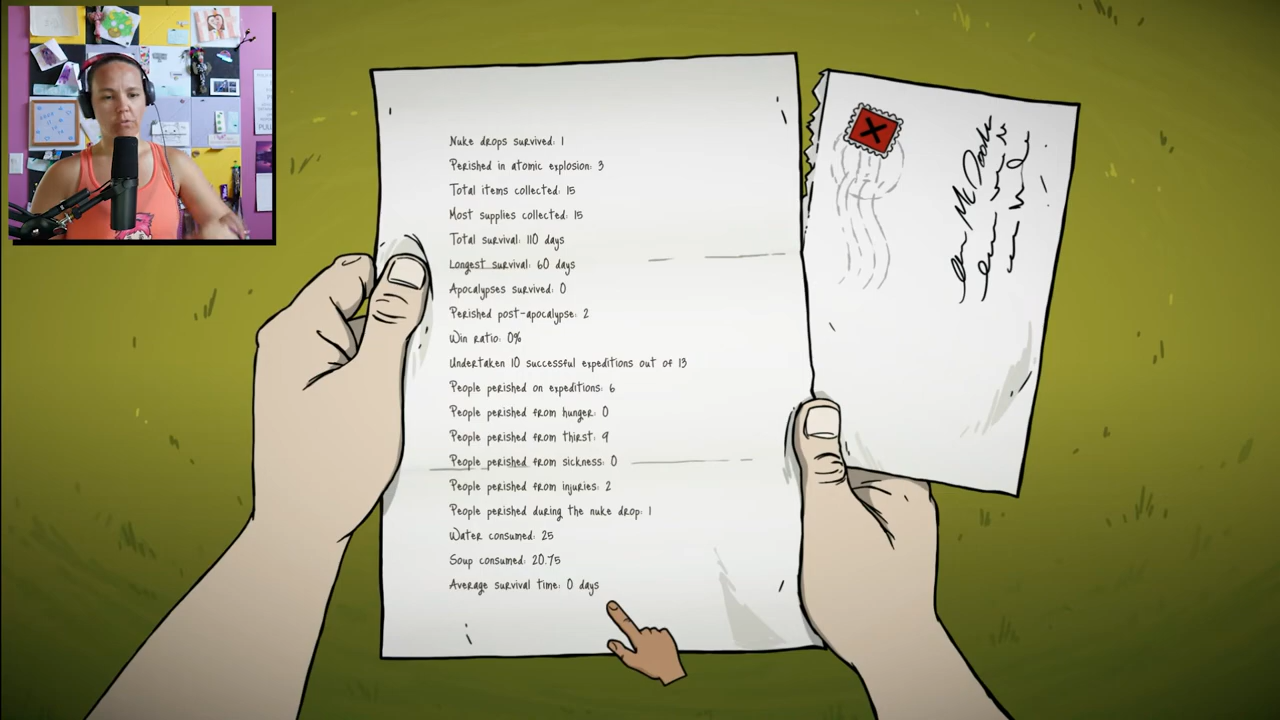 Nuke drops survived: 1
Perished in atomic explosion: 3
Total items collected: 15
Most supplies collected: 15
Total survival: 110 days
Longest survival: 60 days
Apocalypses survived: 0
Perished post-apocalypse: 2
Win ratio: 0%
Undertaken 10 successful expeditions out of 13
People perished on expeditions: 6
People perished from hunger: 0
People perished from thirst: 9
People perished from sickness: 0
People perished from injuries: 2
People perished during the nuke drop: 1
Water consumed: 25
Soup consumed: 20.75
Average survival time: 0 days